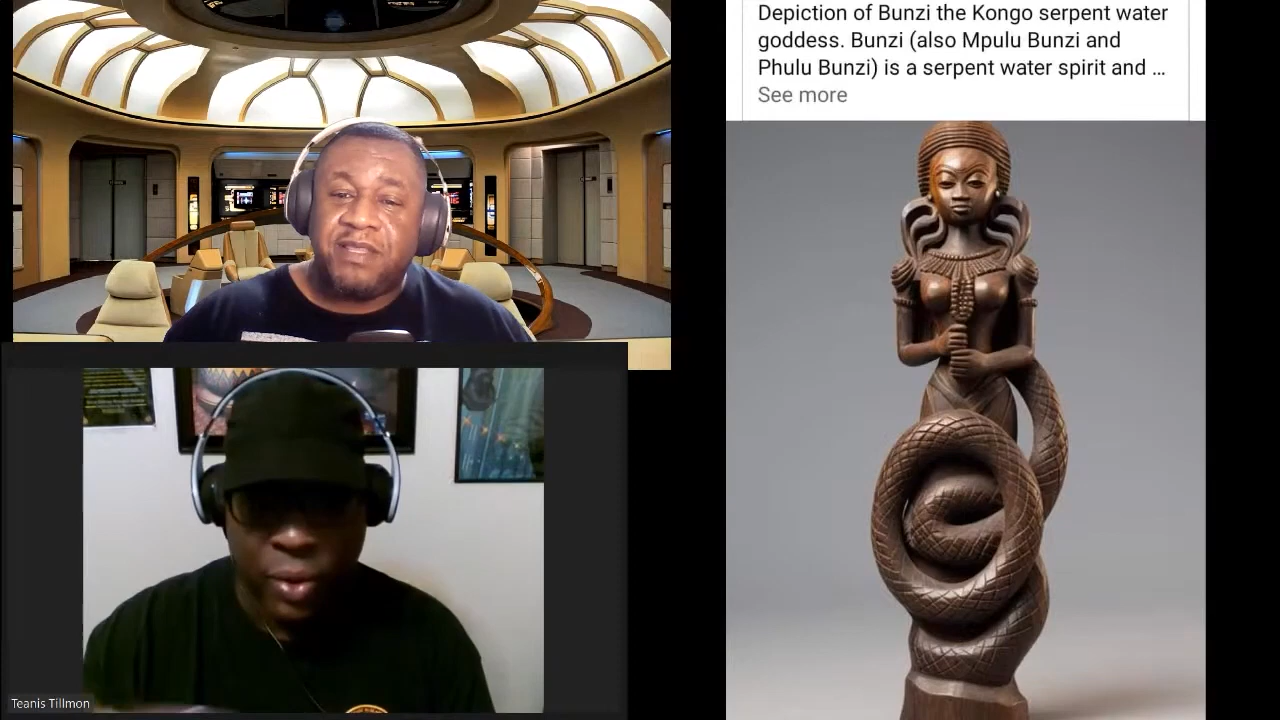 Depiction of Bunzi the Kongo serpent water
goddess. Bunzi (also Mpulu Bunzi and
Phulu Bunzi) is a serpent water spirit and ...
See more
Teanis Tillmon